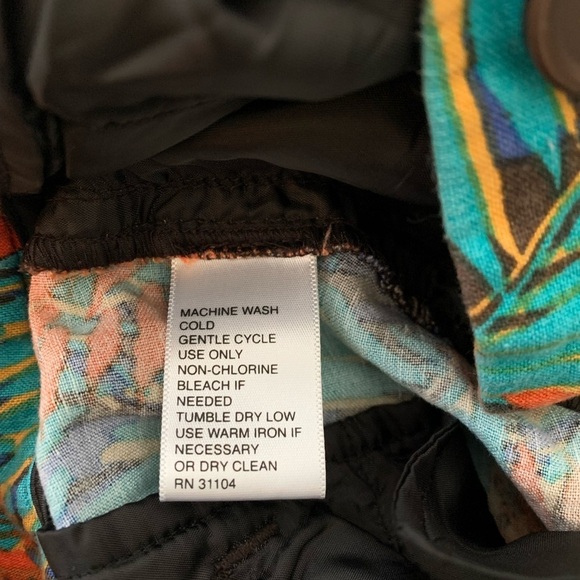 MACHINE WASH
COLD
GENTLE CYCLE
USE ONLY
NON-CHLORINE
BLEACH IF
NEEDED
TUMBLE DRY LOW
USE WARM IRON IF
NECESSARY
OR DRY CLEAN
RN 31104